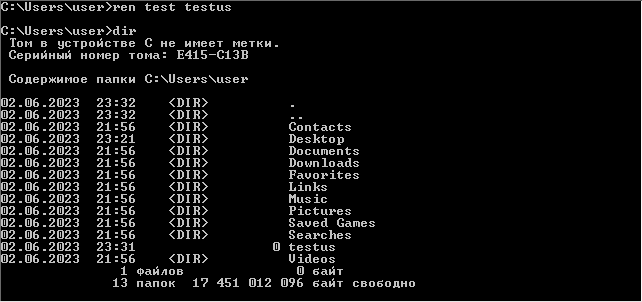 C:\Users\user>ren test testus
C:\Users\user>dir
Том в устройстве C не имеет метки.
Серийный номер тома: E415-C13B
Содержимое папки C:\Users\user
02.06.2023  23:32    <DIR>          .
02.06.2023  23:32    <DIR>          ..
02.06.2023  21:56    <DIR>          Contacts
02.06.2023  23:21    <DIR>          Desktop
02.06.2023  21:56    <DIR>          Documents
02.06.2023  21:56    <DIR>          Downloads
02.06.2023  21:56    <DIR>          Favorites
02.06.2023  21:56    <DIR>          Links
02.06.2023  21:56    <DIR>          Music
02.06.2023  21:56    <DIR>          Pictures
02.06.2023  21:56    <DIR>          Saved Games
02.06.2023  21:56    <DIR>          Searches
02.06.2023  23:31                 0 testus
02.06.2023  21:56    <DIR>          Videos
1 файлов              0 байт
13 папок  17 451 012 096 байт свободно